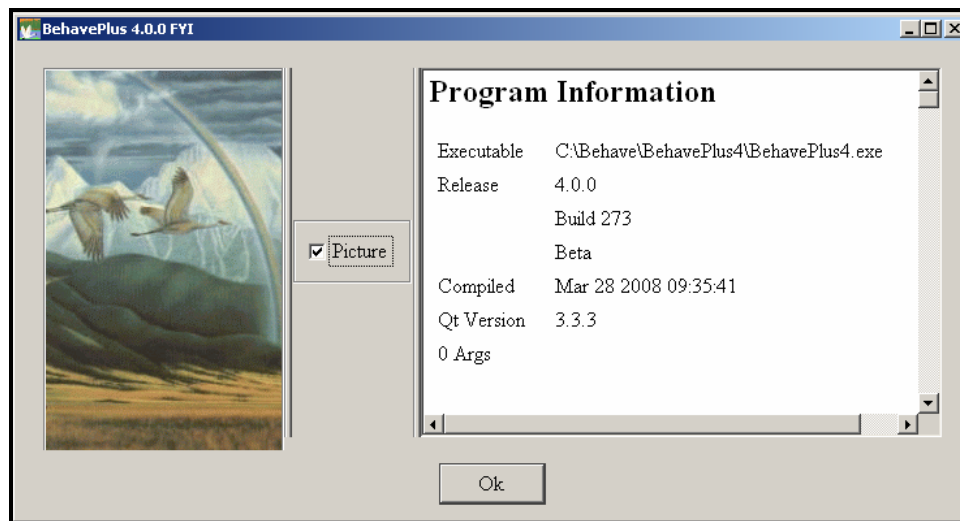 BehavePlus 4.0.0 FYI
Picture
Program Information
Executable C:\Behave\BehavePlus4\BehavePlus4.exe
Release 4.0.0
Build 273
Beta
Compiled Mar 28 2008 09:35:41
Qt Version 3.3.3
0 Args
Ok